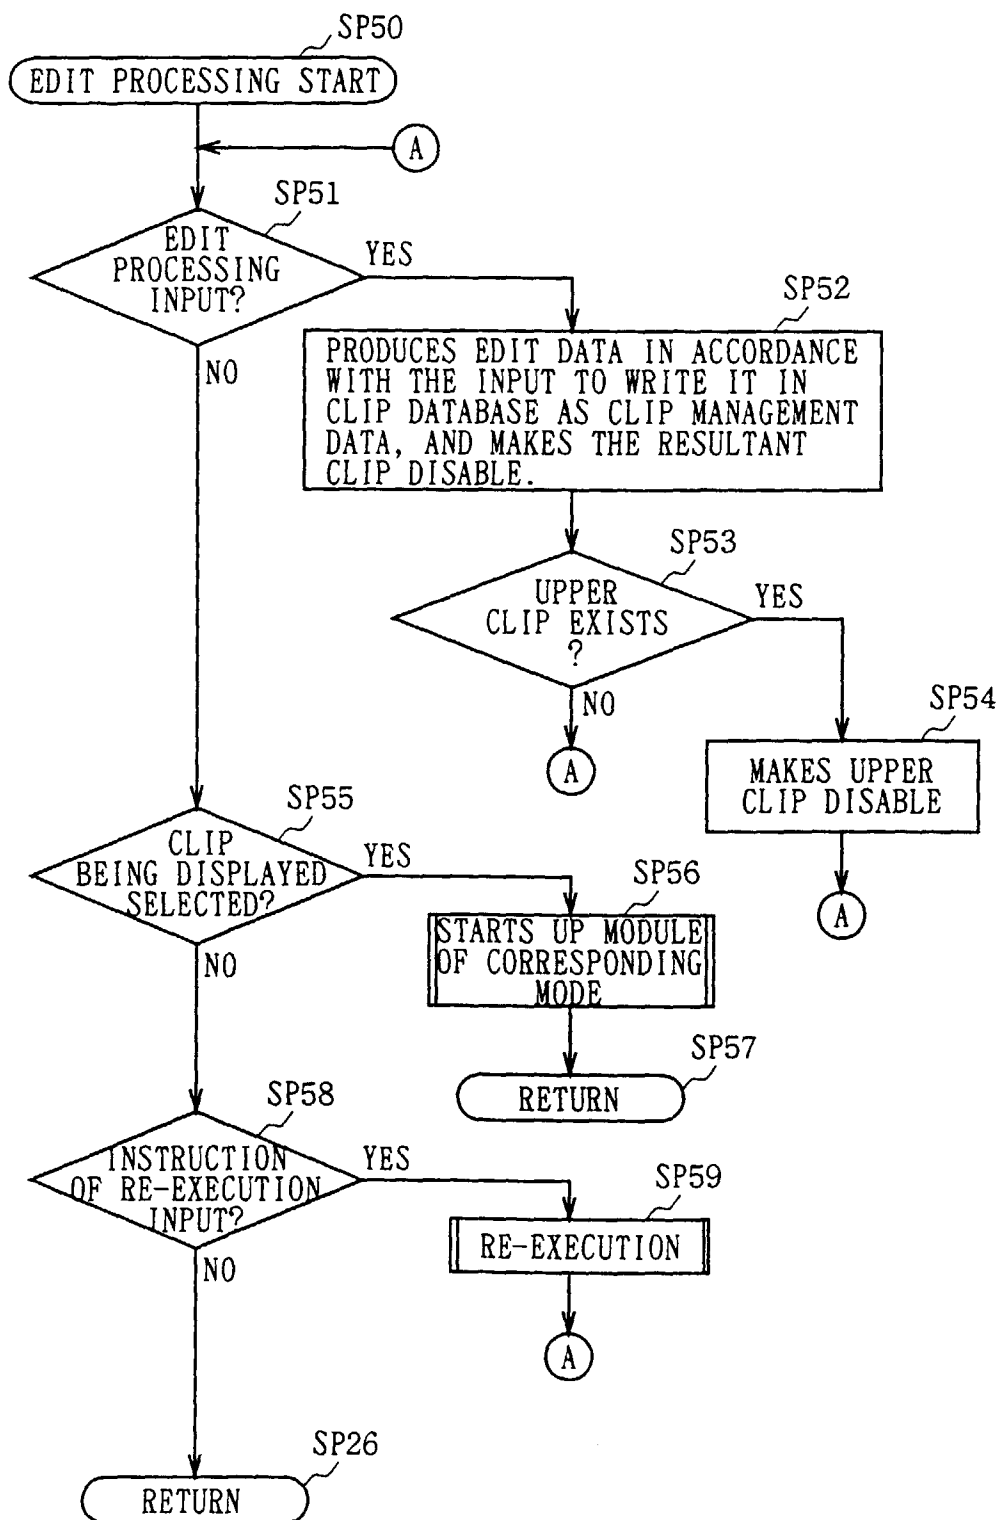 SP50
EDIT PROCESSING START
A
SP51
EDIT
PROCESSING
INPUT?
YES
NO
SP52
PRODUCES EDIT DATA IN ACCORDANCE
WITH THE INPUT TO WRITE IT IN
CLIP DATABASE AS CLIP MANAGEMENT
DATA, AND MAKES THE RESULTANT
CLIP DISABLE.
SP53
UPPER
CLIP EXISTS
?
YES
NO
A
SP54
MAKES UPPER
CLIP DISABLE
A
SP55
CLIP
BEING DISPLAYED
SELECTED?
YES
NO
SP56
STARTS UP MODULE
OF CORRESPONDING
MODE
SP57
RETURN
SP58
INSTRUCTION
OF RE-EXECUTION
INPUT?
YES
NO
SP59
RE-EXECUTION
A
SP26
RETURN